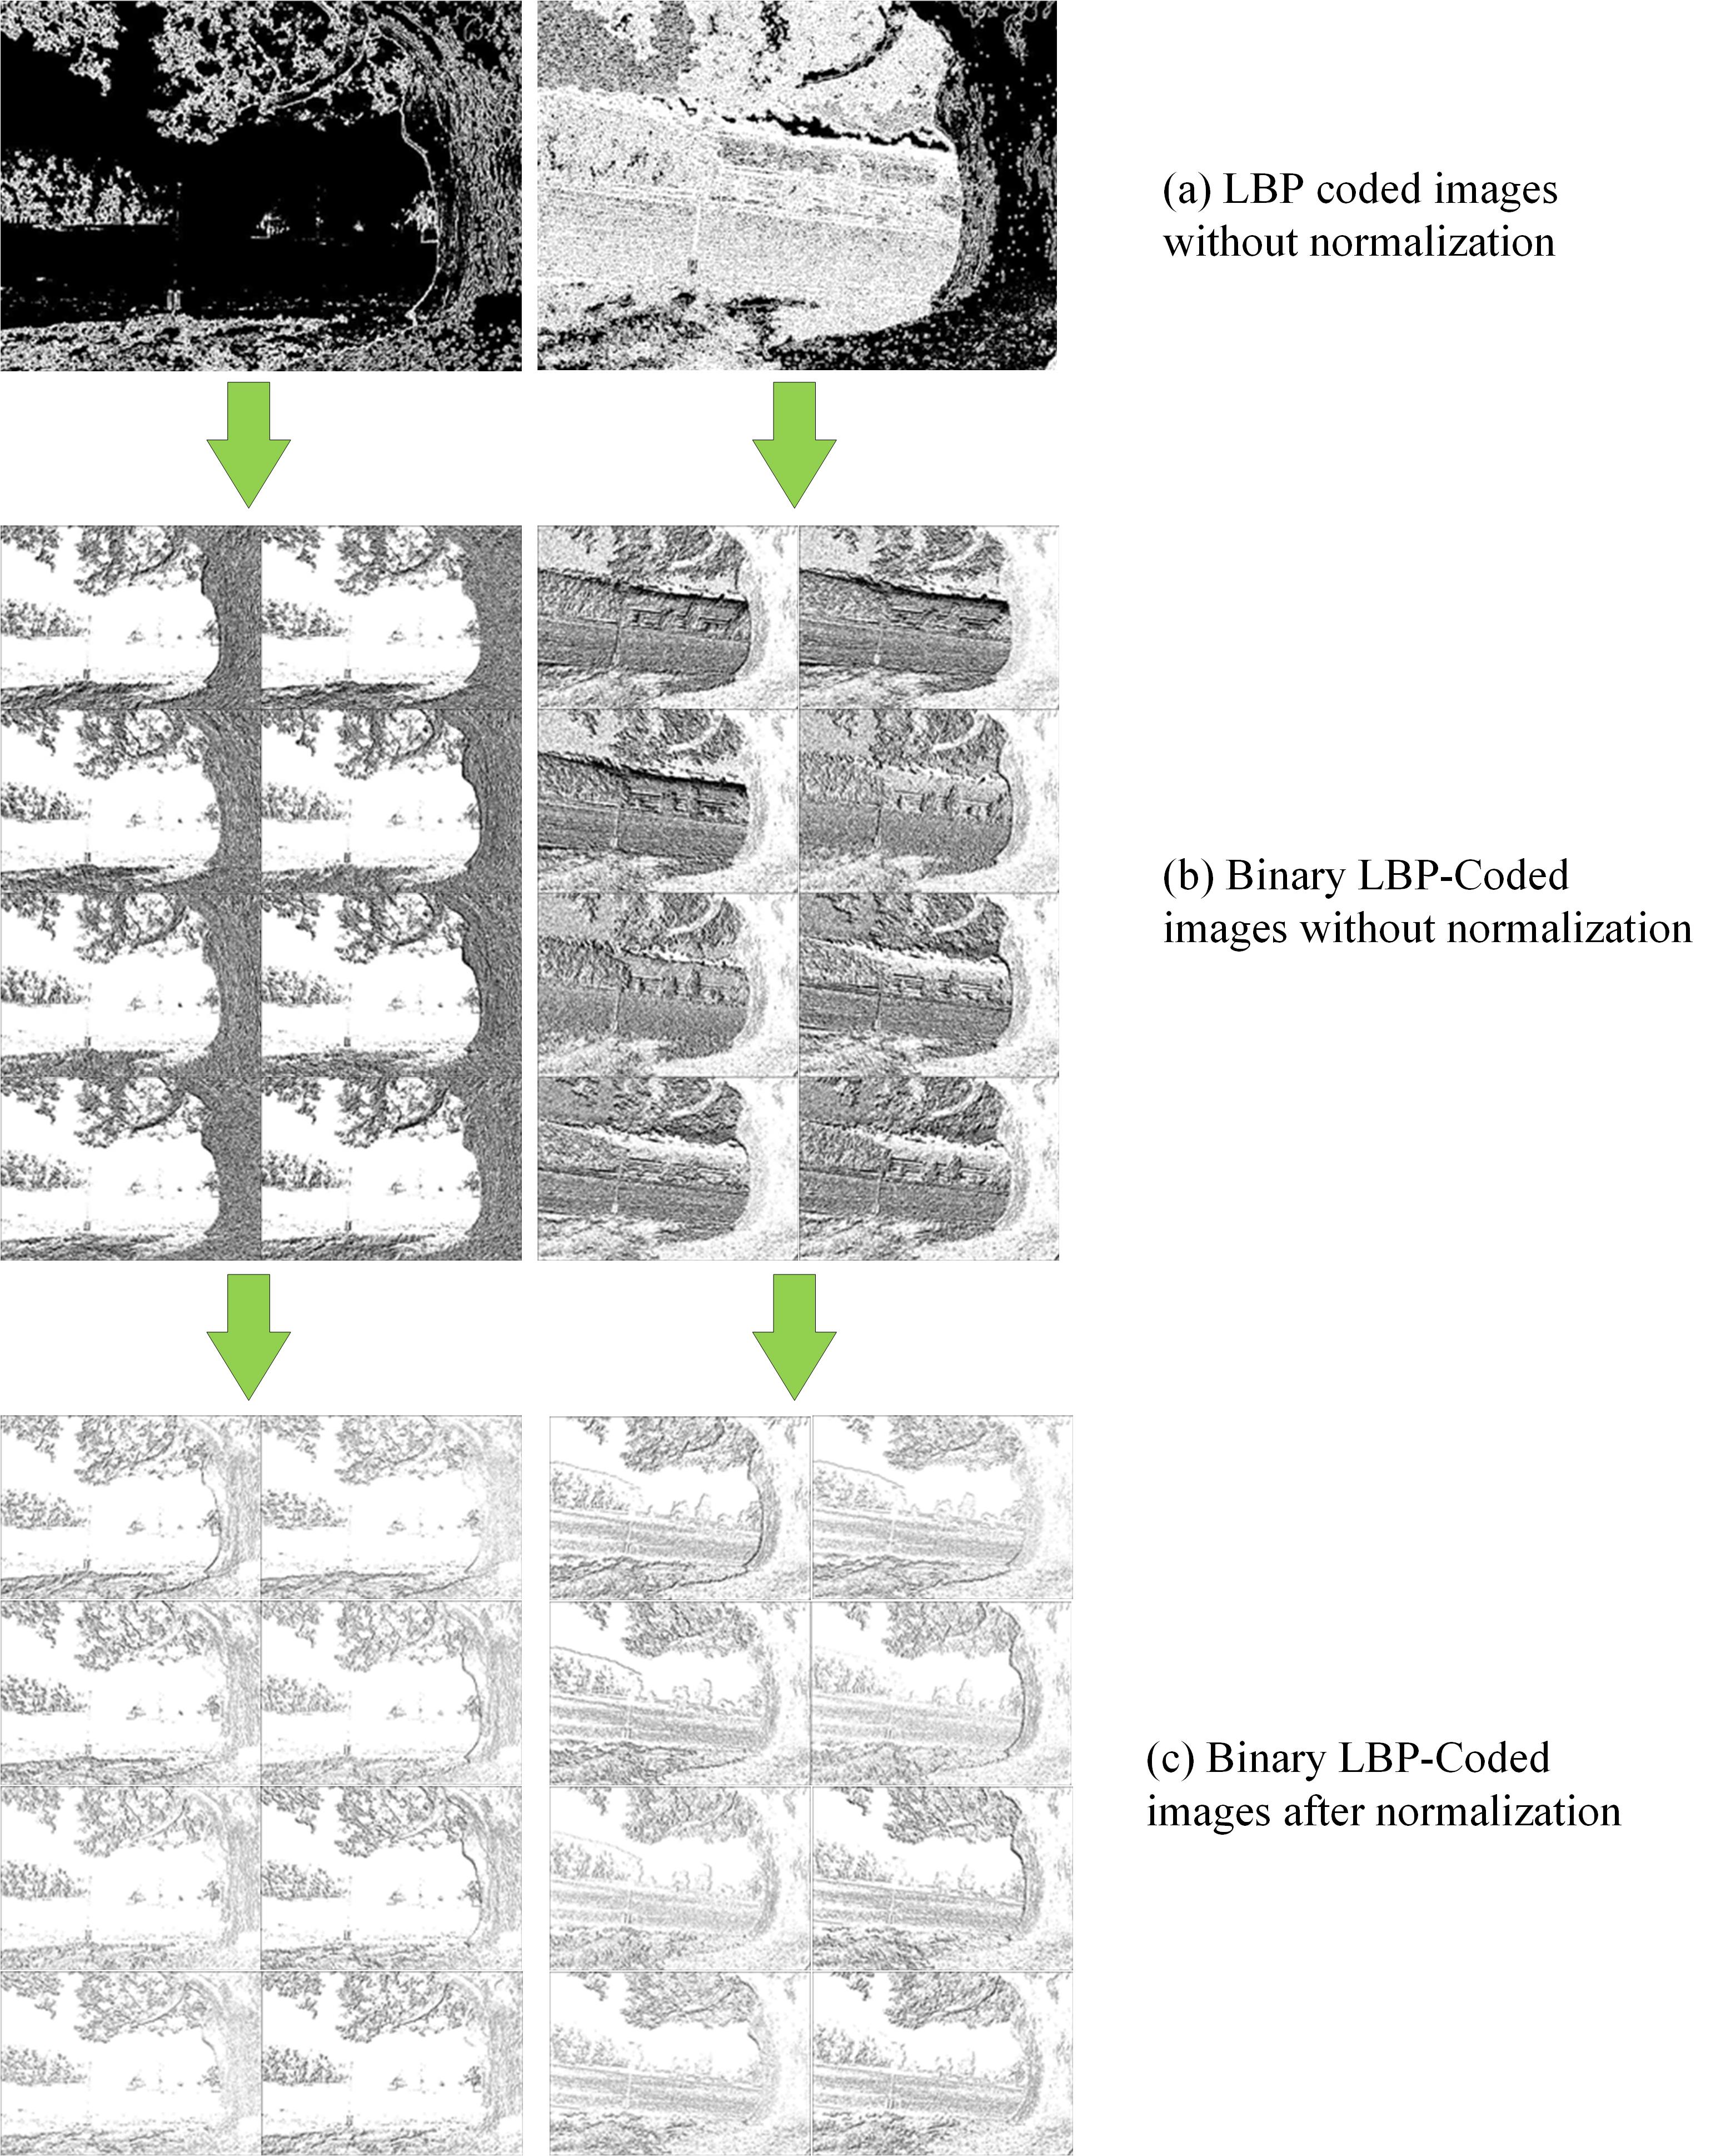 (a) LBP coded images
without normalization
(b) Binary LBP-Coded
images without normalization
(c) Binary LBP-Coded
images after normalization